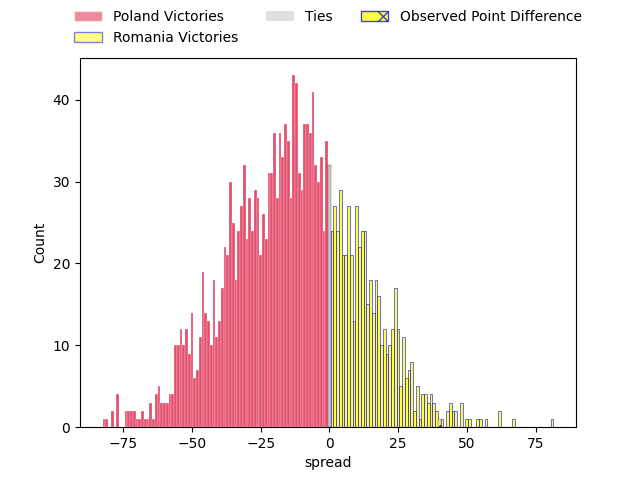 Poland Victories Ties Observed Point Difference
Romania Victories
40
30
20
10
0
Count
−75 −50 −25 0 25 50 75
spread